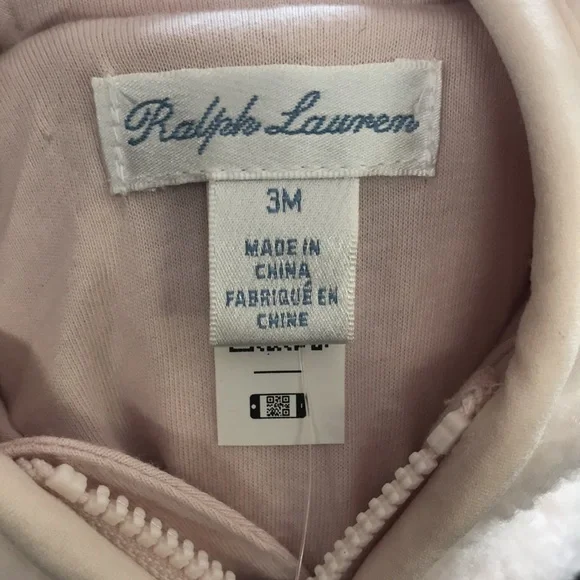 Ralph Lauren
3M
MADE IN
CHINA
FABRIQUÉ EN
CHINE